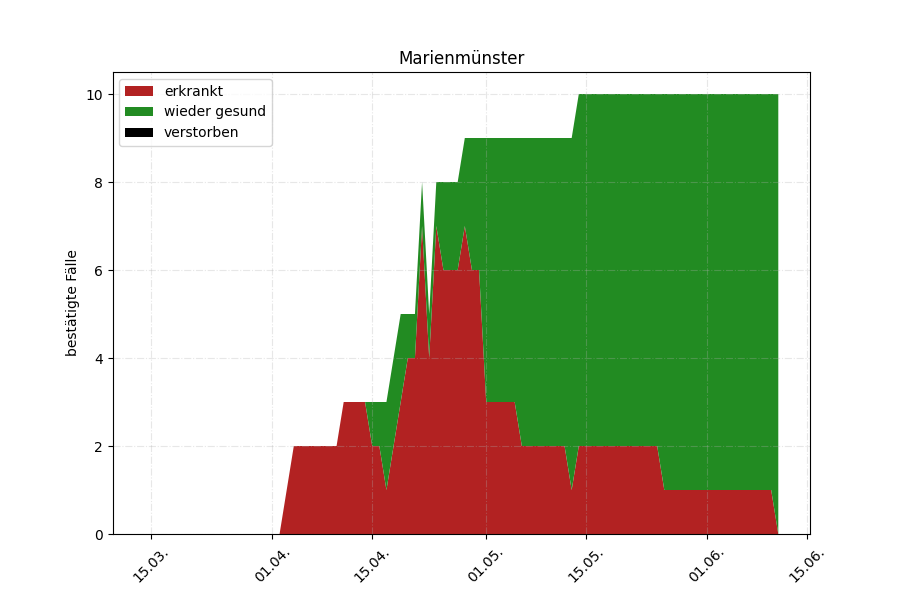 Marienmünster
erkrankt
wieder gesund
verstorben
bestätigte Fälle
10
8
6
4
2
0
15.03.
01.04.
15.04.
01.05.
15.05.
01.06.
15.06.